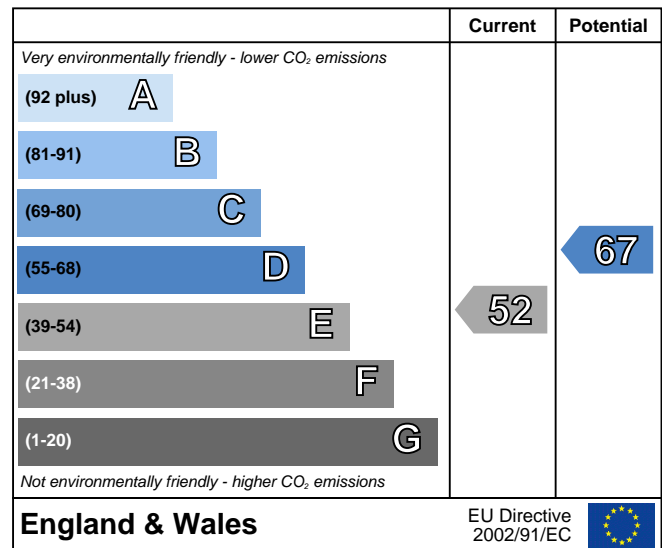 Current Potential
Very environmentally friendly - lower CO₂ emissions
(92 plus) A
(81-91) B
(69-80) C
(55-68) D
67
(39-54) E
52
(21-38) F
(1-20) G
Not environmentally friendly - higher CO₂ emissions
England & Wales
EU Directive
2002/91/EC